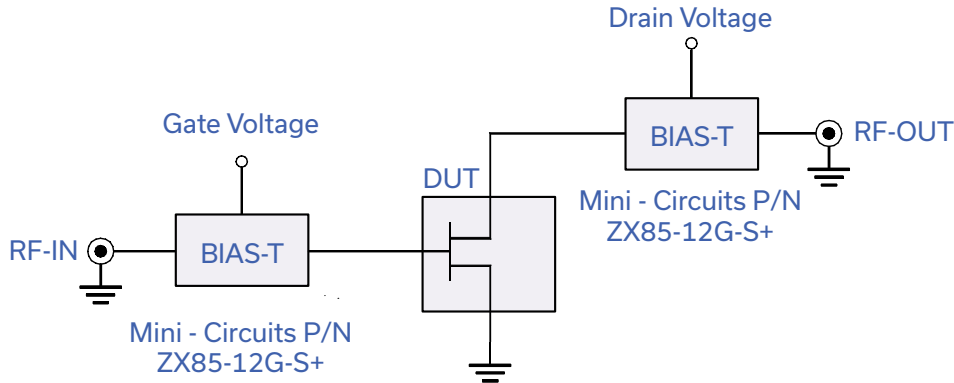 Drain Voltage
Gate Voltage
BIAS-T
RF-OUT
DUT
Mini - Circuits P/N
ZX85-12G-S+
RF-IN
BIAS-T
Mini - Circuits P/N
ZX85-12G-S+